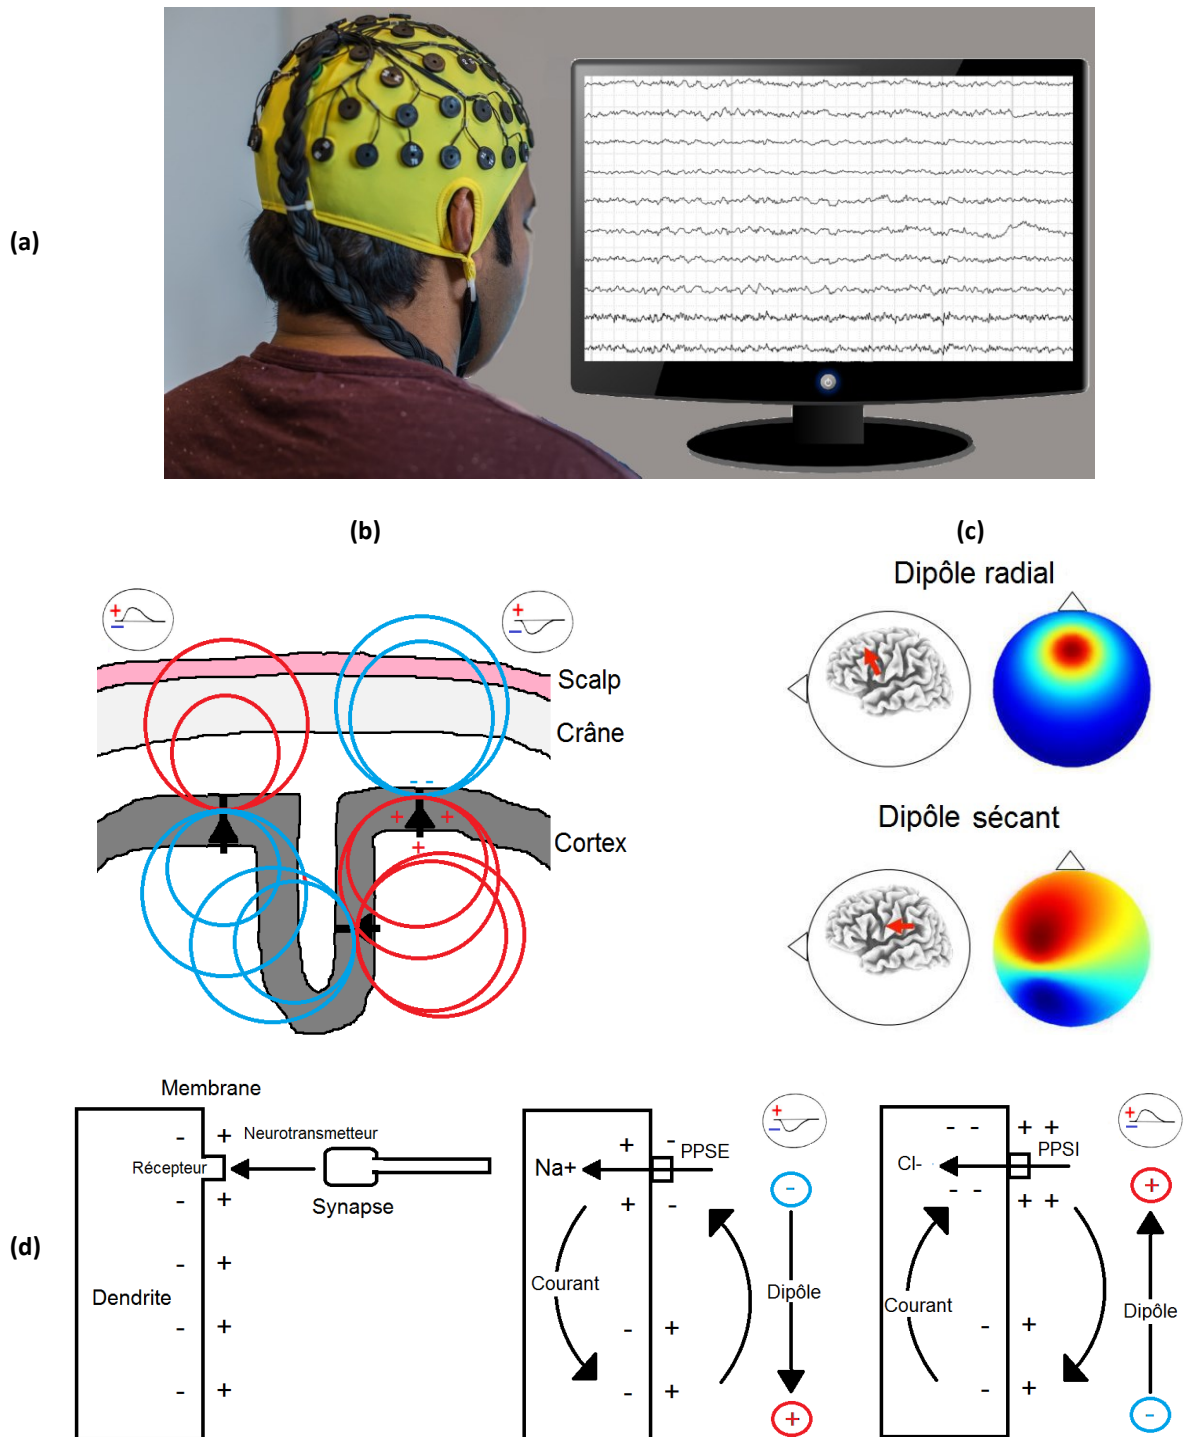 (a)
(b)
(c)
Dipôle radial
+
−
+
−
Scalp
Crâne
Cortex
- -
+ +
+
Dipôle sécant
(d)
Membrane
Neurotransmetteur
Récepteur
Synapse
Dendrite
- +
- +
- +
- +
- +
+ -
PPSE
Na+
+ -
Courant
- +
- +
+
−
-
Dipôle
+
- - + +
PPSI
Cl-
- - + +
Courant
- +
- +
+
−
+
Dipôle
-